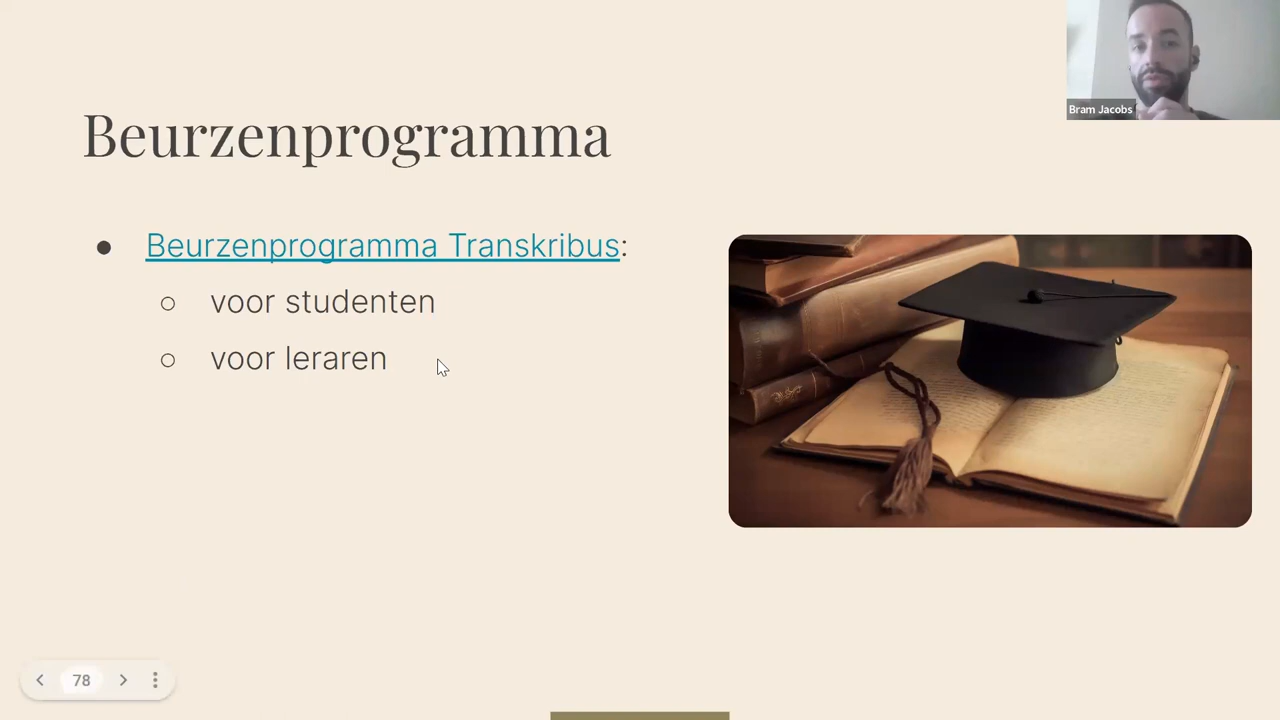 Beurzenprogramma
Bram Jacobs
● Beurzenprogramma Transkribus:
○ voor studenten
○ voor leraren
78